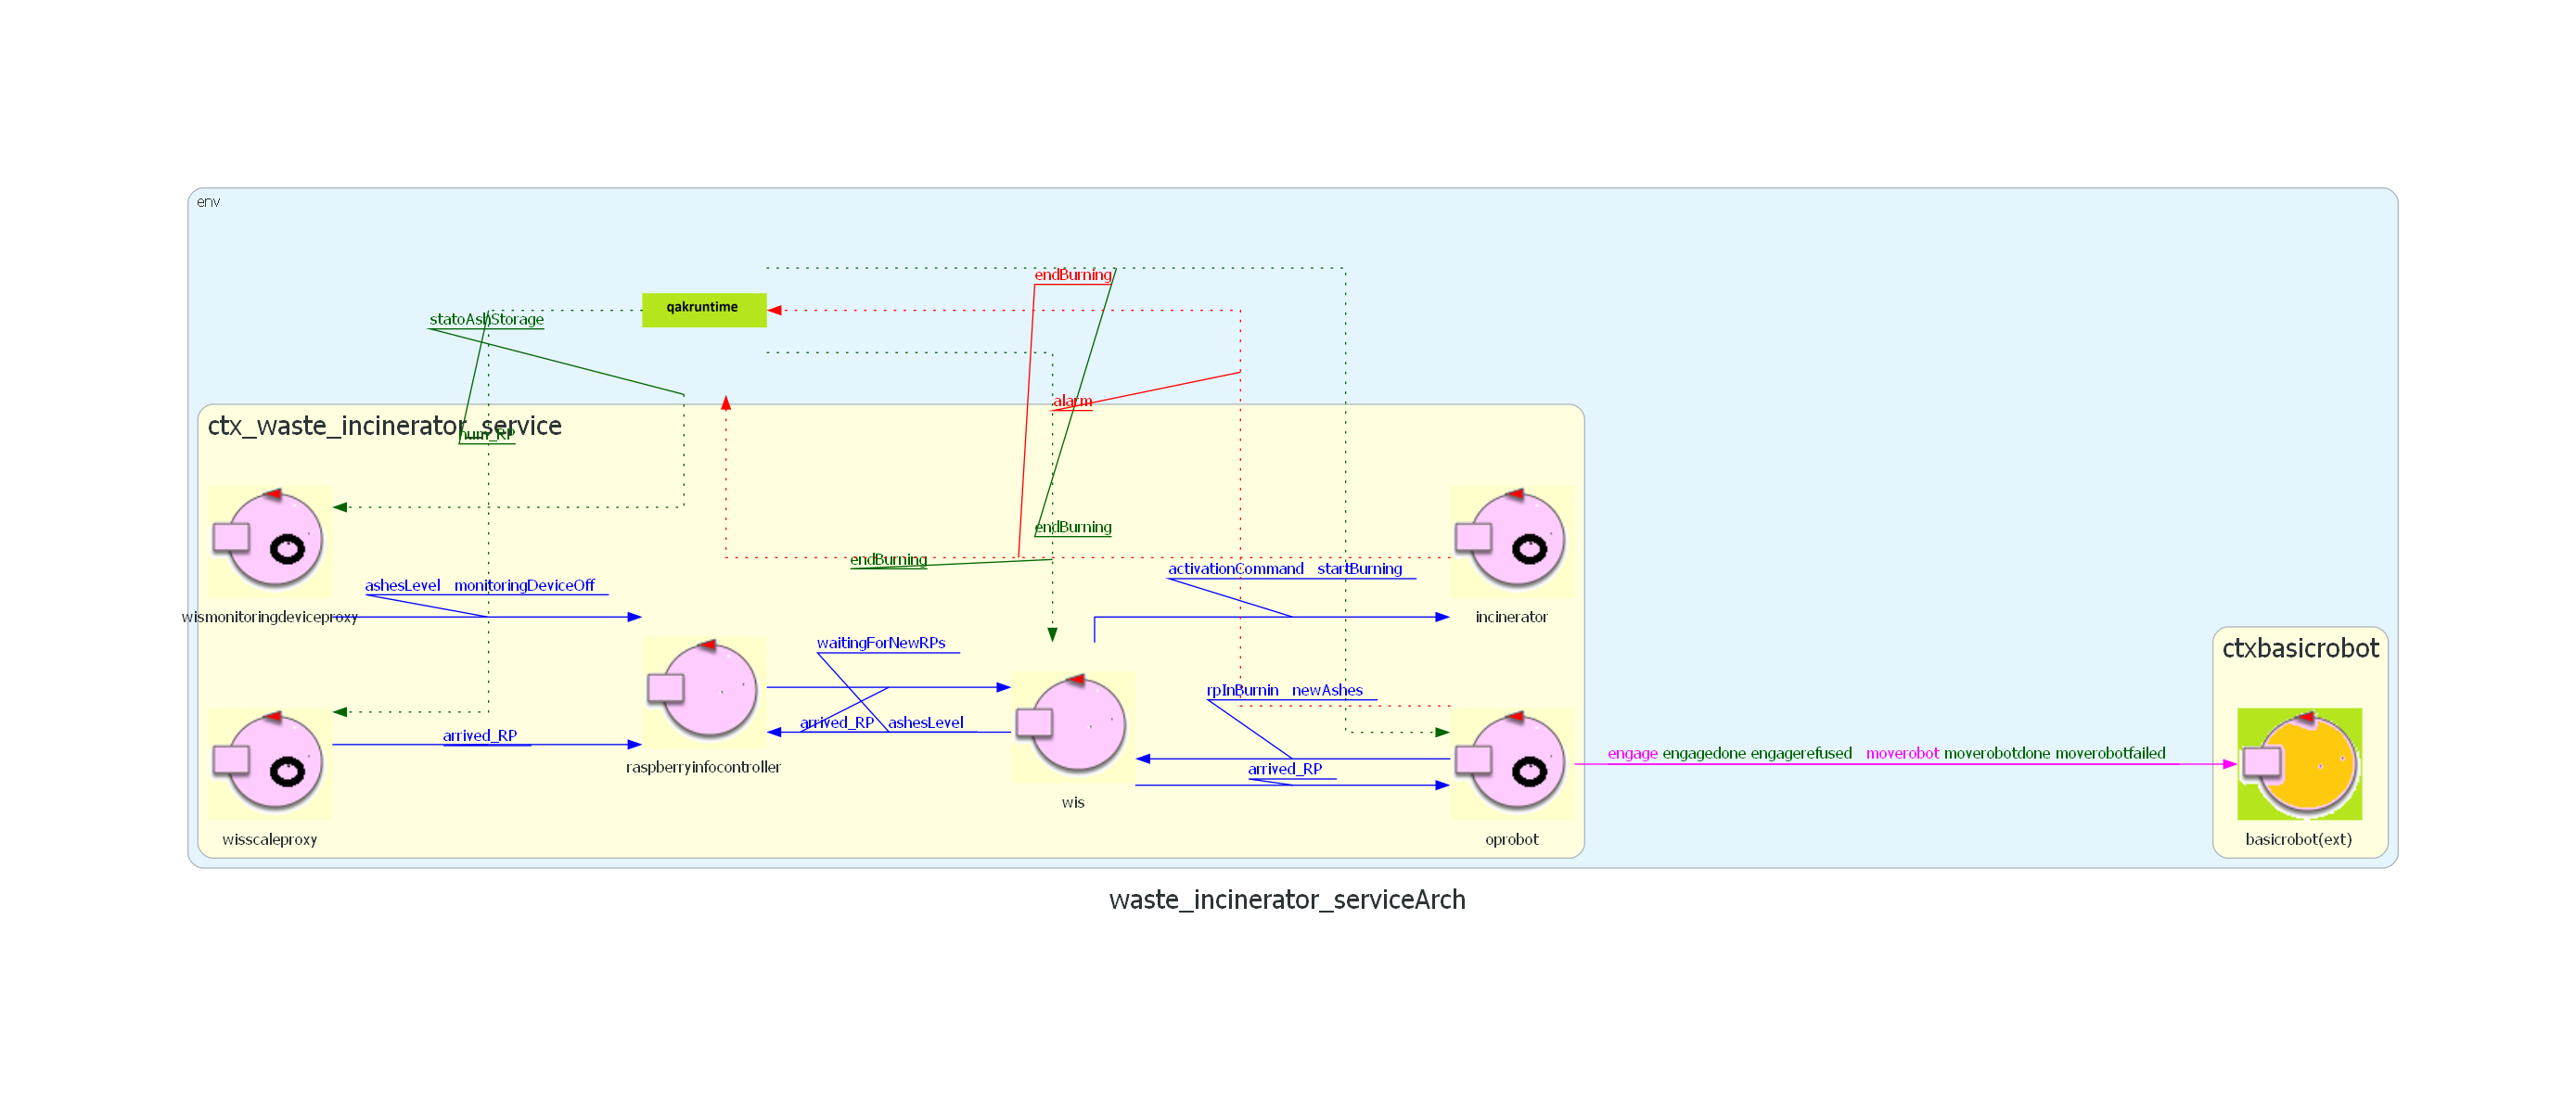 env
endBurning
qakruntime
statoAshStorage
alarm
ctx_waste_incinerator_service
num_RP
endBurning
endBurning
activationCommand startBurning
ashesLevel monitoringDeviceOff
wismonitoringdeviceproxy
incinerator
waitingForNewRPs
ctxbasicrobot
rpInBurnin newAshes
arrived_RP ashesLevel
arrived_RP
engage engagedone engagerefused moverobot moverobotdone moverobotfailed
raspberryinfocontroller
arrived_RP
wis
wisscaleproxy
oprobot
basicrobot(ext)
waste_incinerator_serviceArch